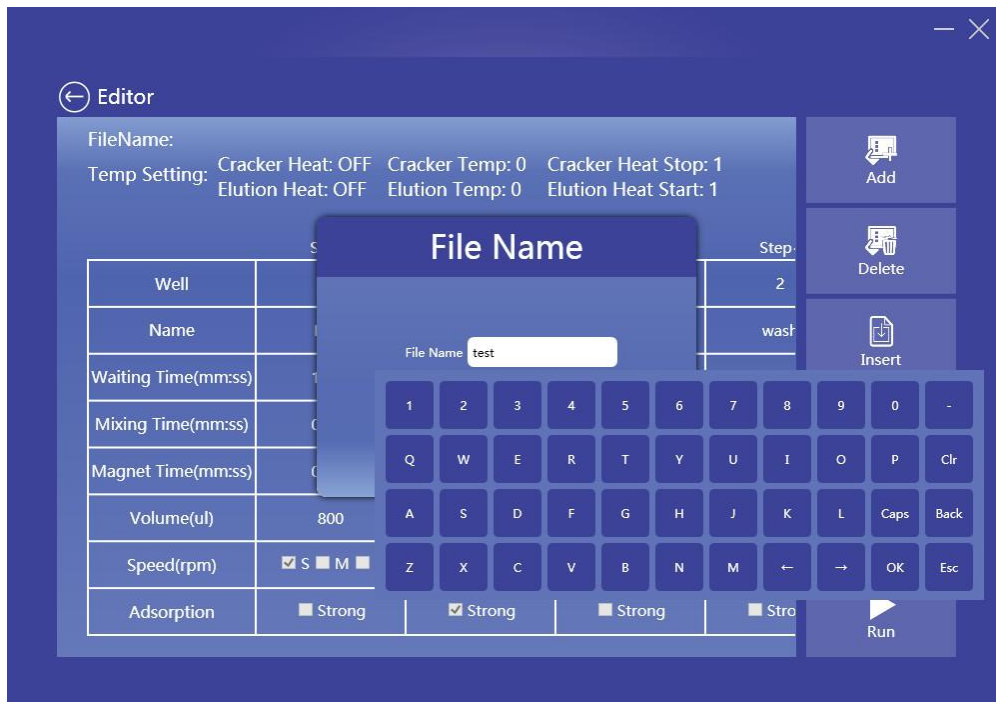 Editor
FileName:
Temp Setting: Cracker Heat: OFF Cracker Temp: 0 Cracker Heat Stop: 1
Elution Heat: OFF Elution Temp: 0 Elution Heat Start: 1
Add
Delete
Insert
Run
File Name
File Name test
Well 2
Name
Waiting Time(mm:ss)
Mixing Time(mm:ss)
Magnet Time(mm:ss)
Volume(ul) 800
Speed(rpm) S M
Adsorption Strong Strong Strong
1 2 3 4 5 6 7 8 9 0 -
Q W E R T Y U I O P Clr
A S D F G H J K L Caps Back
Z X C V B N M ← → OK Esc